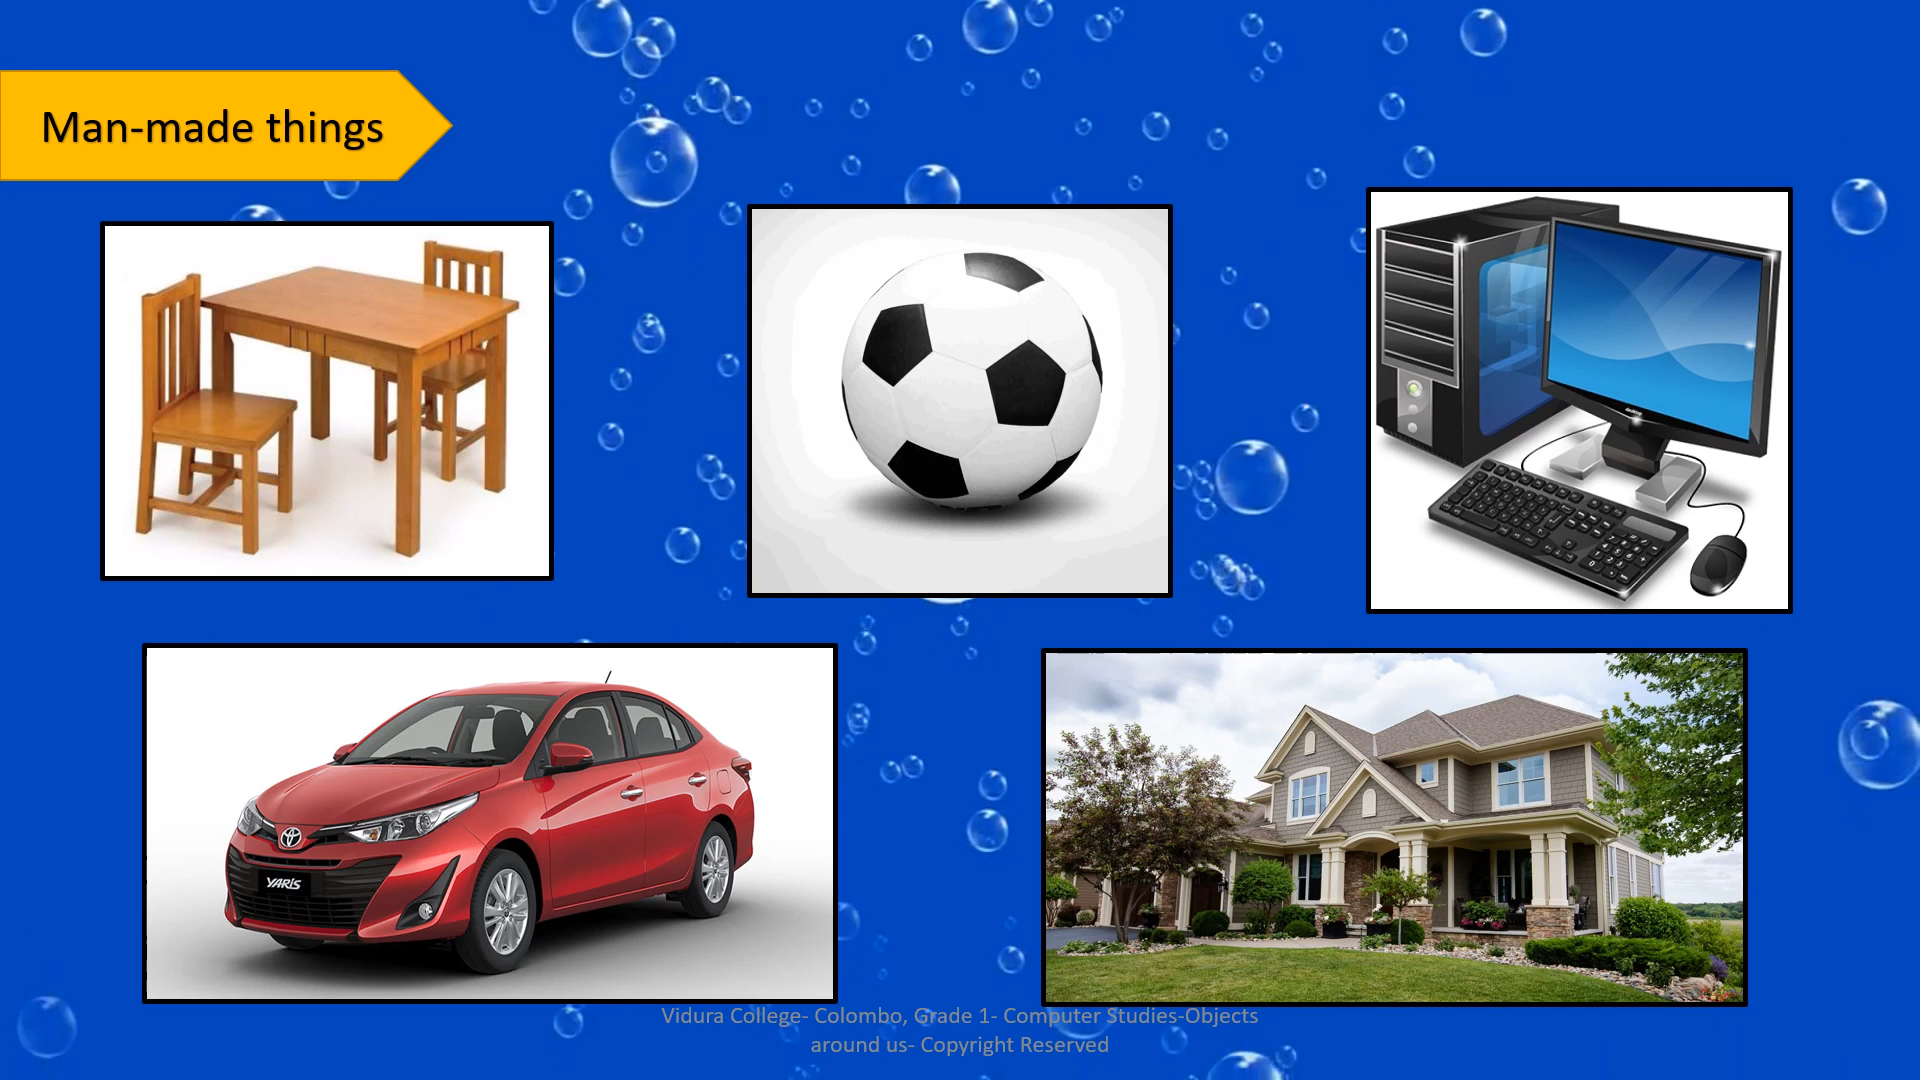 Man-made things
YARIS
Vidura College- Colombo, Grade 1- Computer Studies-Objects
around us- Copyright Reserved